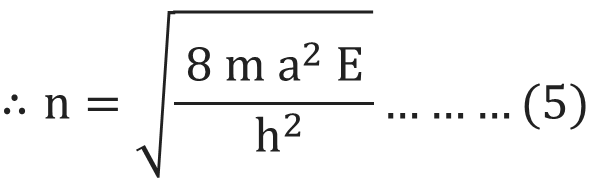 ∴ n = √(8 m a² E / h²) ... ... ... (5)